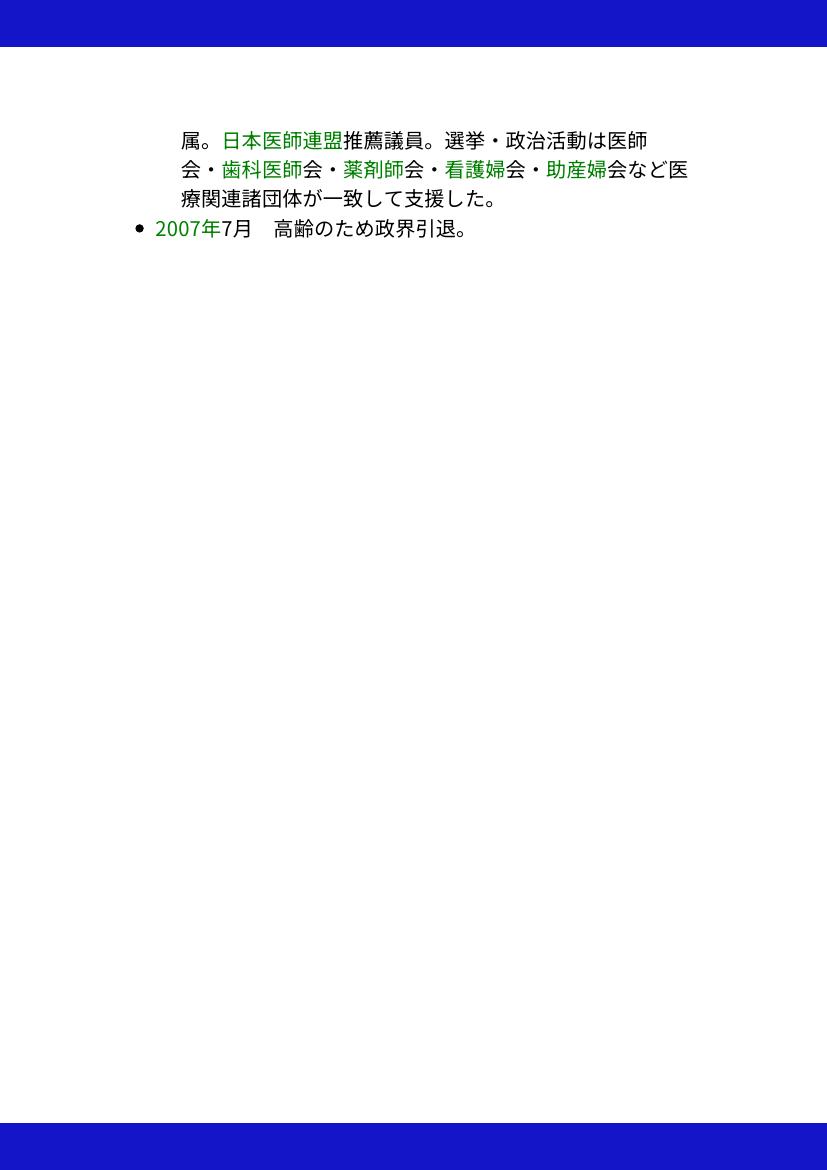 属。日本医師連盟推薦議員。選挙・政治活動は医師
会・歯科医師会・薬剤師会・看護婦会・助産婦会など医
療関連諸団体が一致して支援した。
● 2007年7月　高齢のため政界引退。